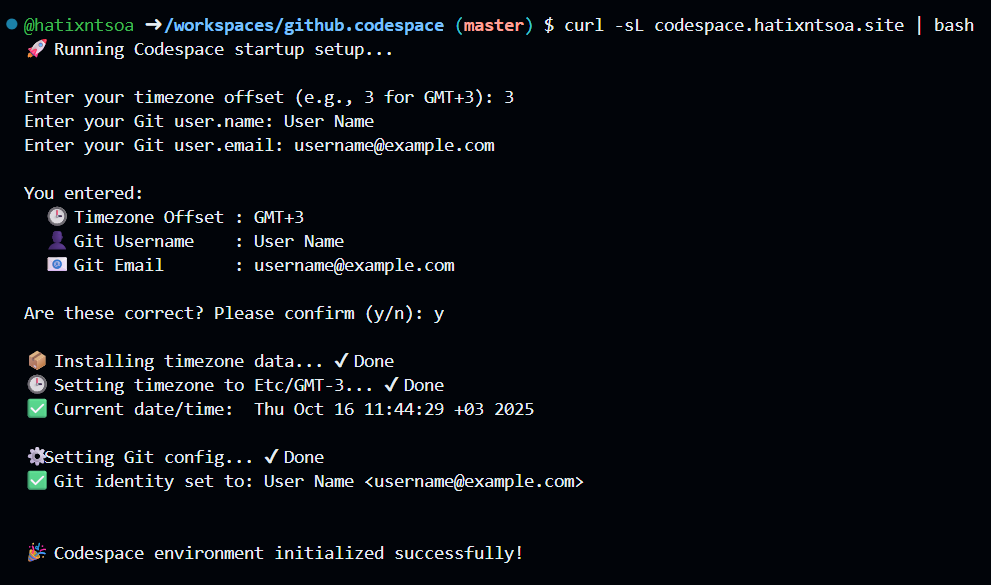 @hatixntsoa ➜/workspaces/github.codespace (master) $ curl -sL codespace.hatixntsoa.site | bash
🚀 Running Codespace startup setup...
Enter your timezone offset (e.g., 3 for GMT+3): 3
Enter your Git user.name: User Name
Enter your Git user.email: username@example.com
You entered:
🕒 Timezone Offset : GMT+3
👤 Git Username    : User Name
📧 Git Email       : username@example.com
Are these correct? Please confirm (y/n): y
📦 Installing timezone data... ✔ Done
🕒 Setting timezone to Etc/GMT-3... ✔ Done
✅ Current date/time:  Thu Oct 16 11:44:29 +03 2025
⚙️Setting Git config... ✔ Done
✅ Git identity set to: User Name <username@example.com>
🎉 Codespace environment initialized successfully!